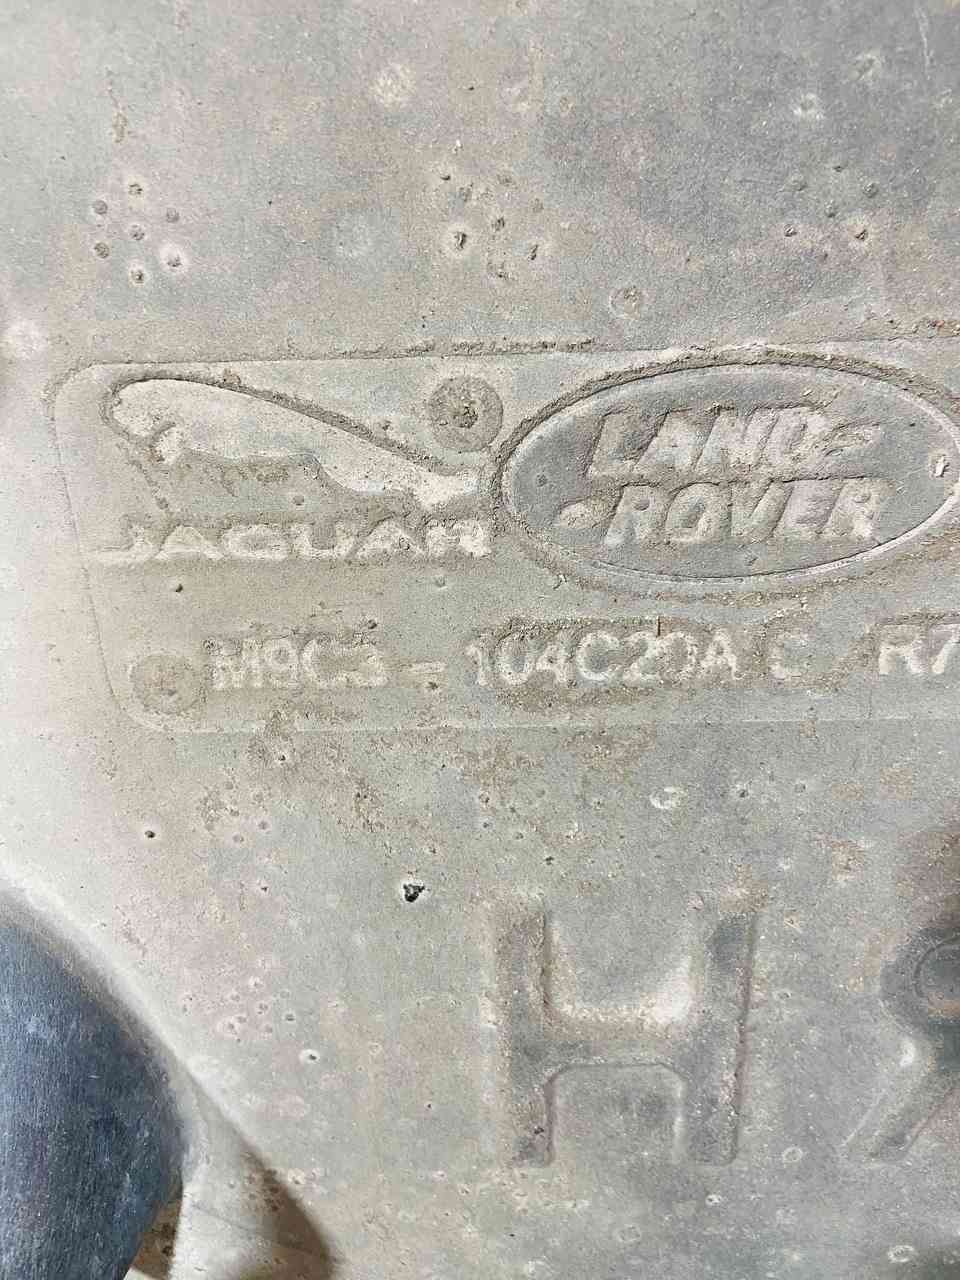 JAGUAR
LAND
ROVER
M9C3 - 104C20A C R7
H